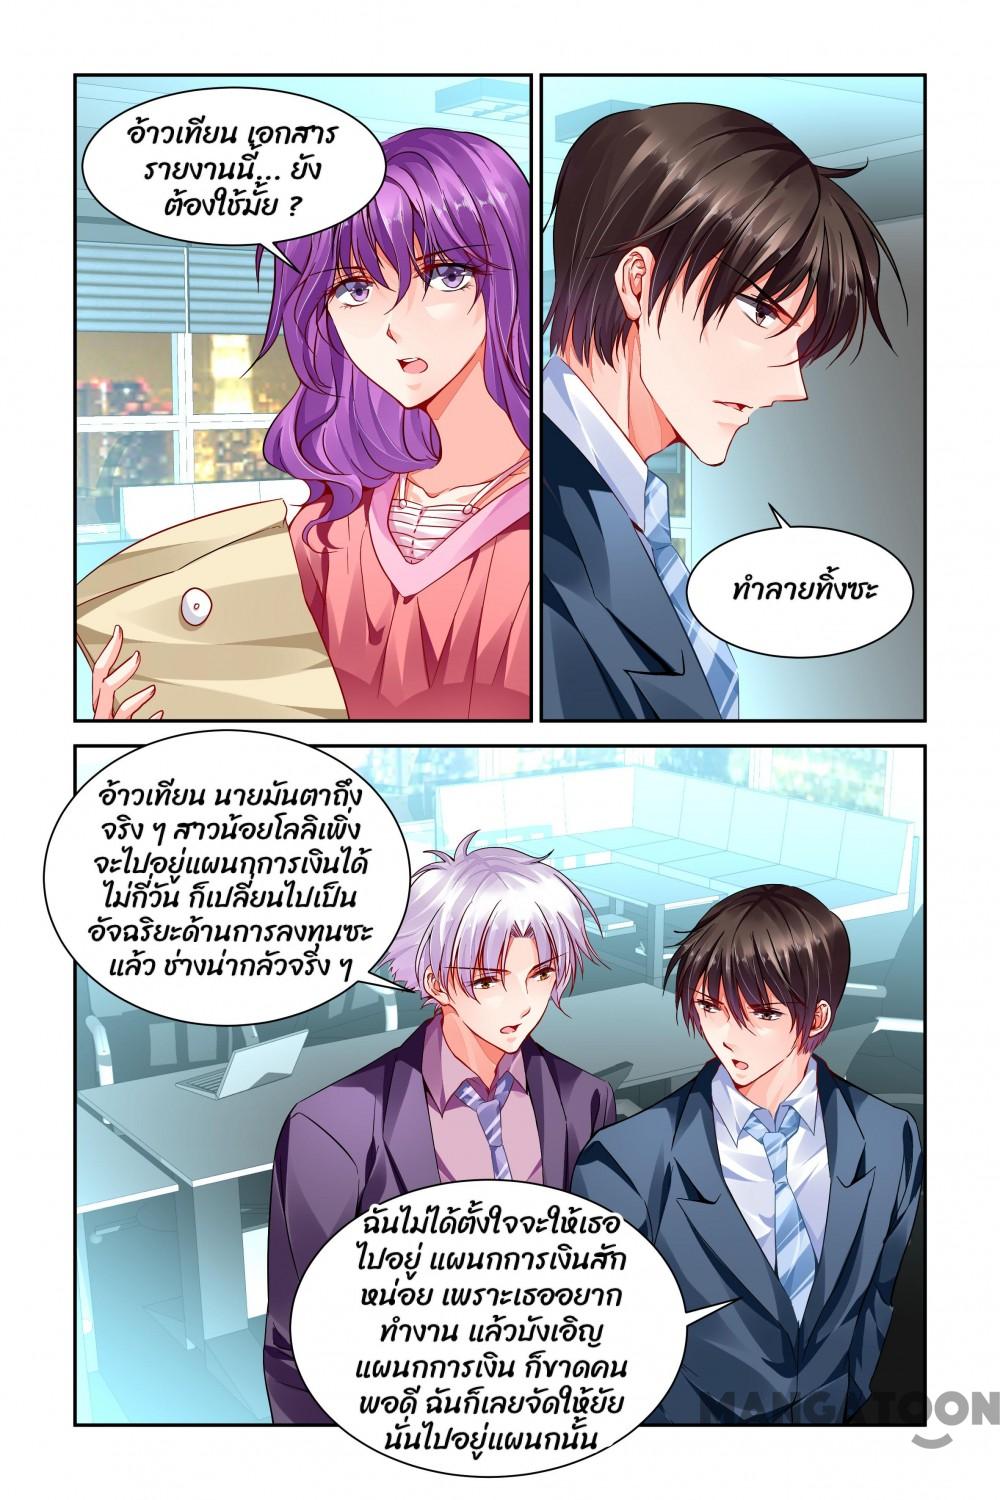 อ้าวเทียน เอกสาร
รายงานนี้... ยัง
ต้องใช้มั้ย ?
ทำลายทิ้งซะ
อ้าวเทียน นายมันตาถึง
จริง ๆ สาวน้อยโลลิเพิ่ง
จะไปอยู่แผนกการเงินได้
ไม่กี่วัน ก็เปลี่ยนไปเป็น
อัจฉริยะด้านการลงทุนซะ
แล้ว ช่างน่ากลัวจริง ๆ
ฉันไม่ได้ตั้งใจจะให้เธอ
ไปอยู่ แผนกการเงินสัก
หน่อย เพราะเธออยาก
ทำงาน แล้วบังเอิญ
แผนกการเงิน ก็ขาดคน
พอดี ฉันก็เลยจัดให้ยัย
นั่นไปอยู่แผนกนั้น
MANGATOON